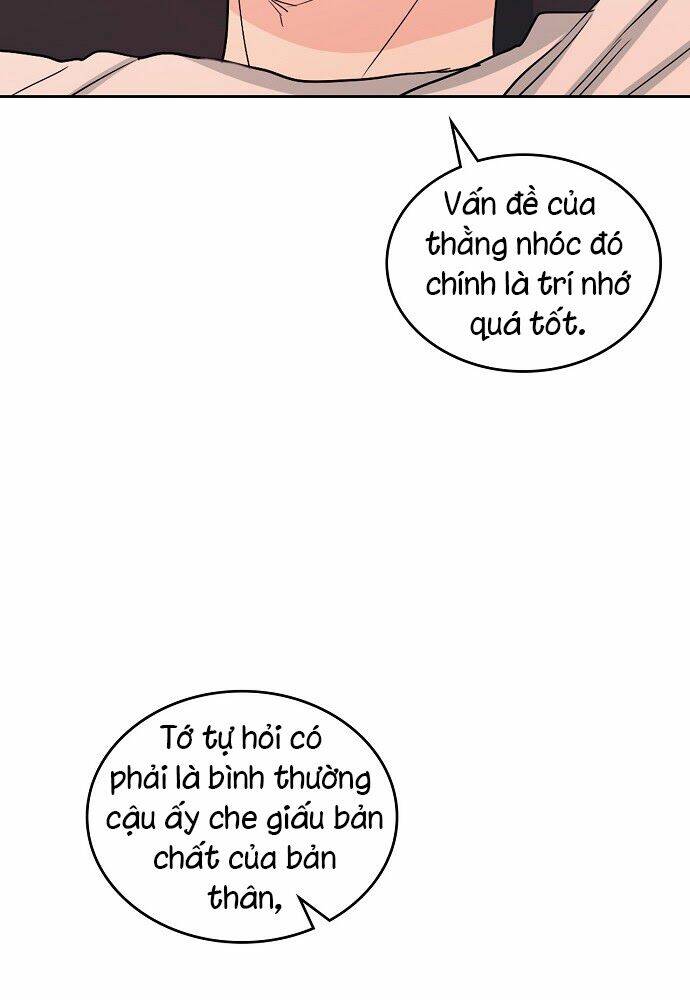 Vấn đề của
thằng nhóc đó
chính là trí nhớ
quá tốt.
Tớ tự hỏi có
phải là bình thường
cậu ấy che giấu bản
chất của bản
thân,